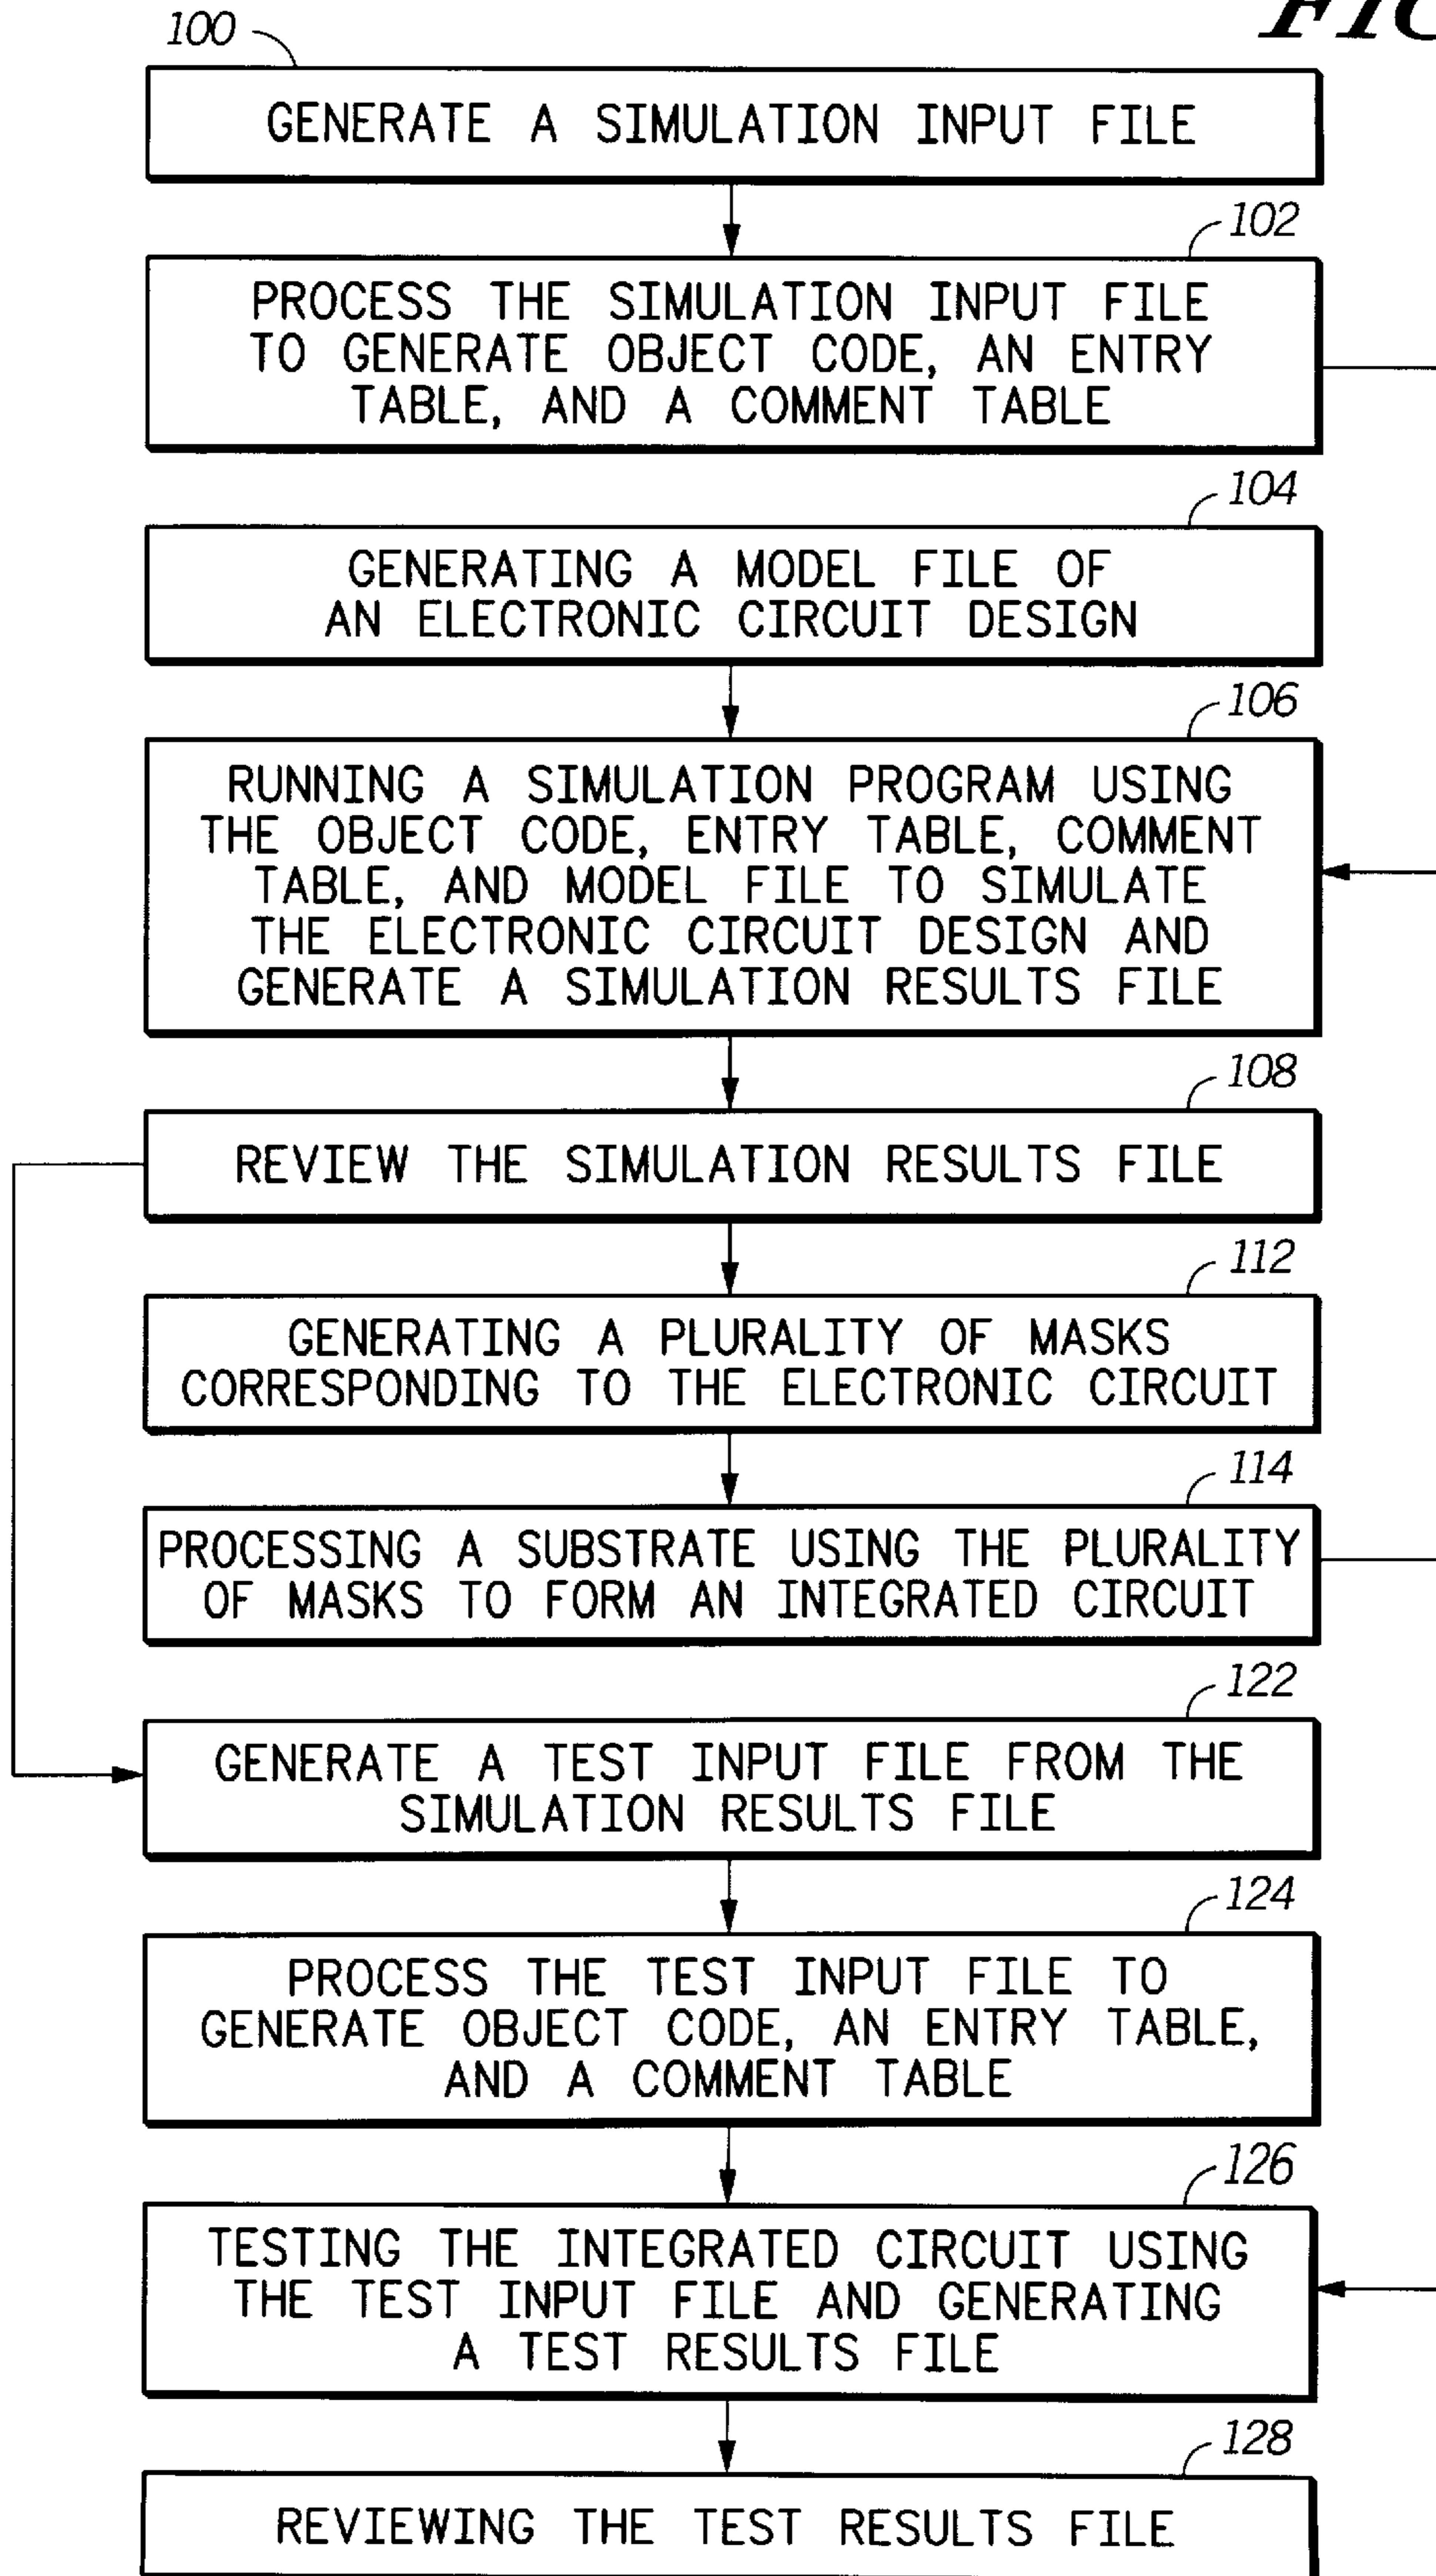 FIG
100
GENERATE A SIMULATION INPUT FILE
102
PROCESS THE SIMULATION INPUT FILE
TO GENERATE OBJECT CODE, AN ENTRY
TABLE, AND A COMMENT TABLE
104
GENERATING A MODEL FILE OF
AN ELECTRONIC CIRCUIT DESIGN
106
RUNNING A SIMULATION PROGRAM USING
THE OBJECT CODE, ENTRY TABLE, COMMENT
TABLE, AND MODEL FILE TO SIMULATE
THE ELECTRONIC CIRCUIT DESIGN AND
GENERATE A SIMULATION RESULTS FILE
108
REVIEW THE SIMULATION RESULTS FILE
112
GENERATING A PLURALITY OF MASKS
CORRESPONDING TO THE ELECTRONIC CIRCUIT
114
PROCESSING A SUBSTRATE USING THE PLURALITY
OF MASKS TO FORM AN INTEGRATED CIRCUIT
122
GENERATE A TEST INPUT FILE FROM THE
SIMULATION RESULTS FILE
124
PROCESS THE TEST INPUT FILE TO
GENERATE OBJECT CODE, AN ENTRY TABLE,
AND A COMMENT TABLE
126
TESTING THE INTEGRATED CIRCUIT USING
THE TEST INPUT FILE AND GENERATING
A TEST RESULTS FILE
128
REVIEWING THE TEST RESULTS FILE